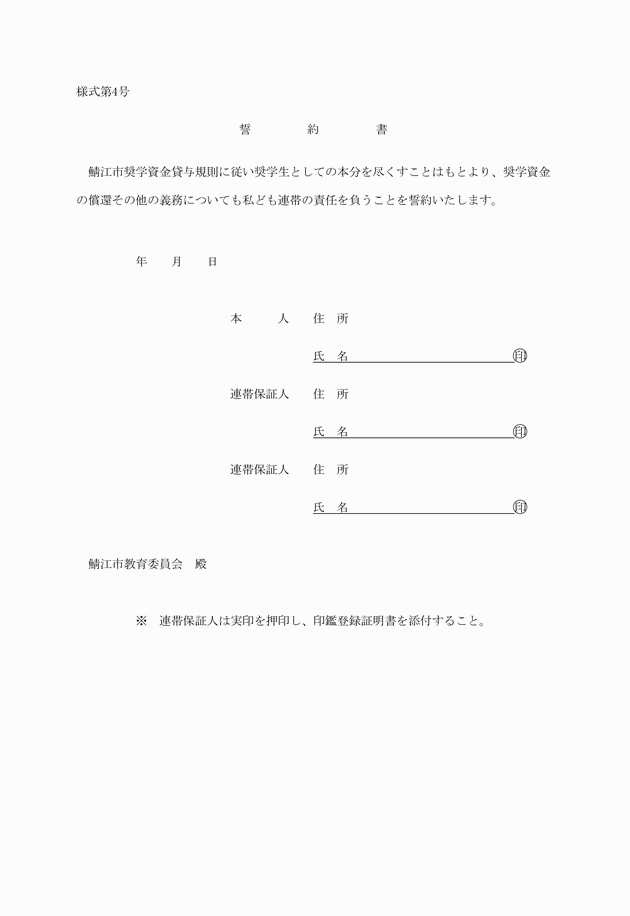 様式第4号
誓　　　　　約　　　　　書
　鯖江市奨学資金貸与規則に従い奨学生としての本分を尽くすことはもとより、奨学資金
の償還その他の義務についても私ども連帯の責任を負うことを誓約いたします。
年　　月　　日
本　　　人　　住　所
氏　名　　　　　　　　　　　　　　㊞
連帯保証人　　住　所
氏　名　　　　　　　　　　　　　　㊞
連帯保証人　　住　所
氏　名　　　　　　　　　　　　　　㊞
鯖江市教育委員会　殿
※　連帯保証人は実印を押印し、印鑑登録証明書を添付すること。